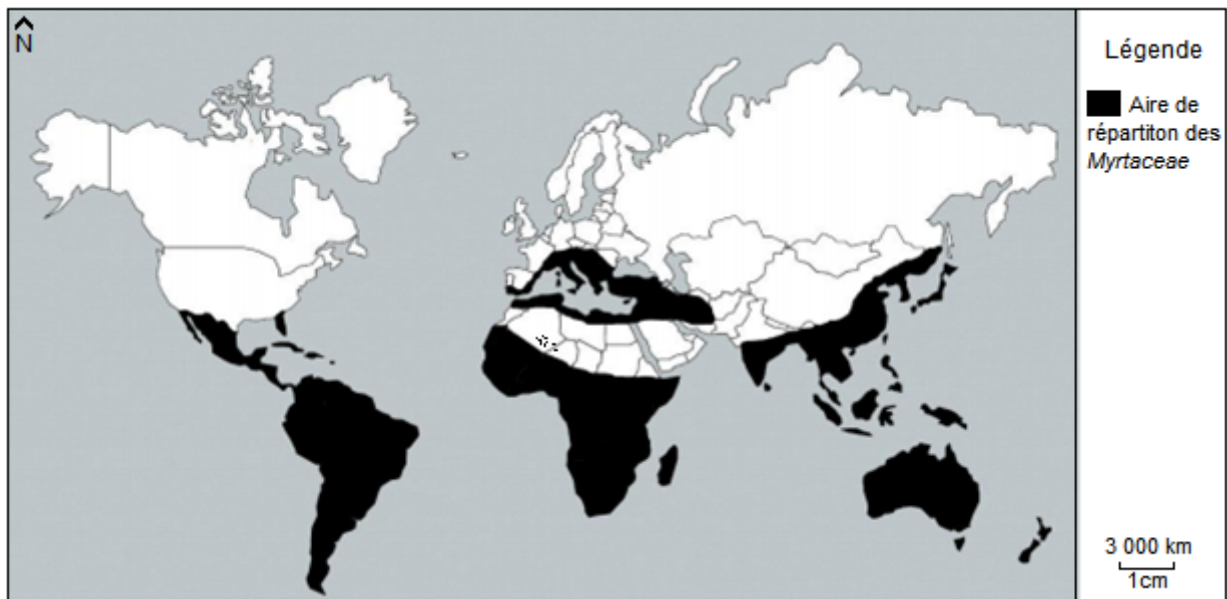 N
Légende
Aire de
répartiton des
Myrtaceae
3 000 km
1cm